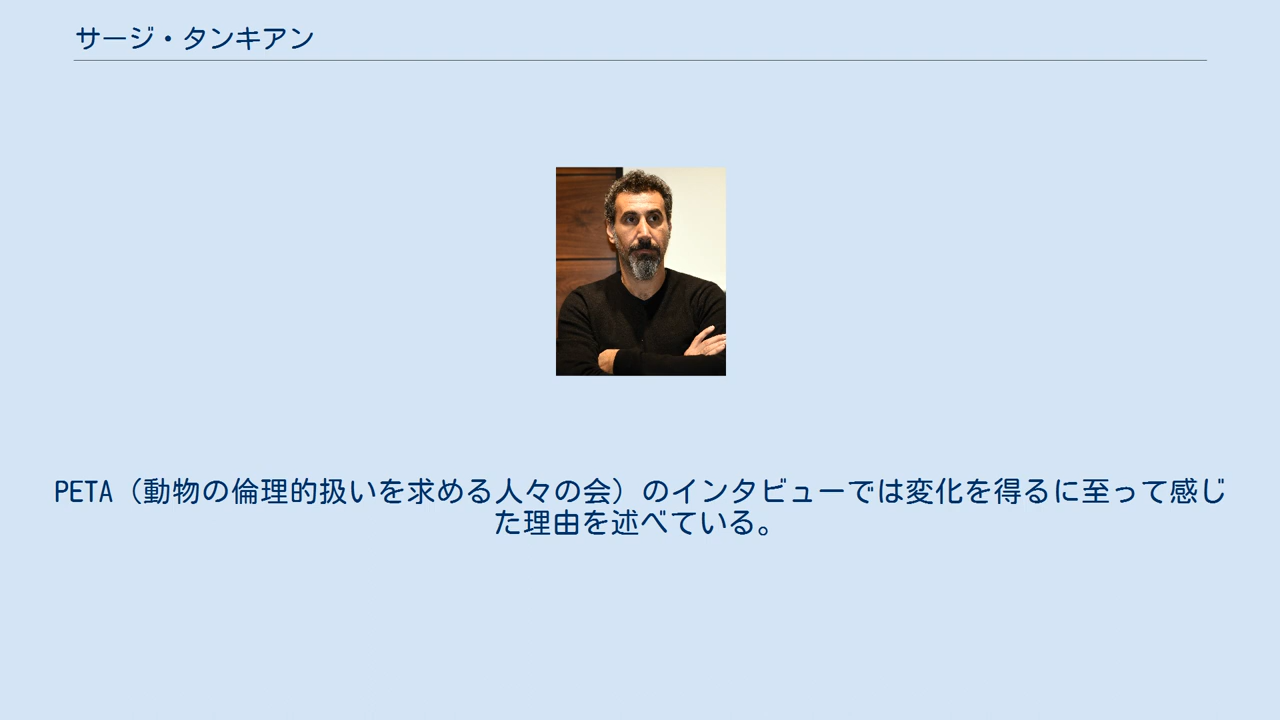 サージ・タンキアン
PETA（動物の倫理的扱いを求める人々の会）のインタビューでは変化を得るに至って感じ
た理由を述べている。